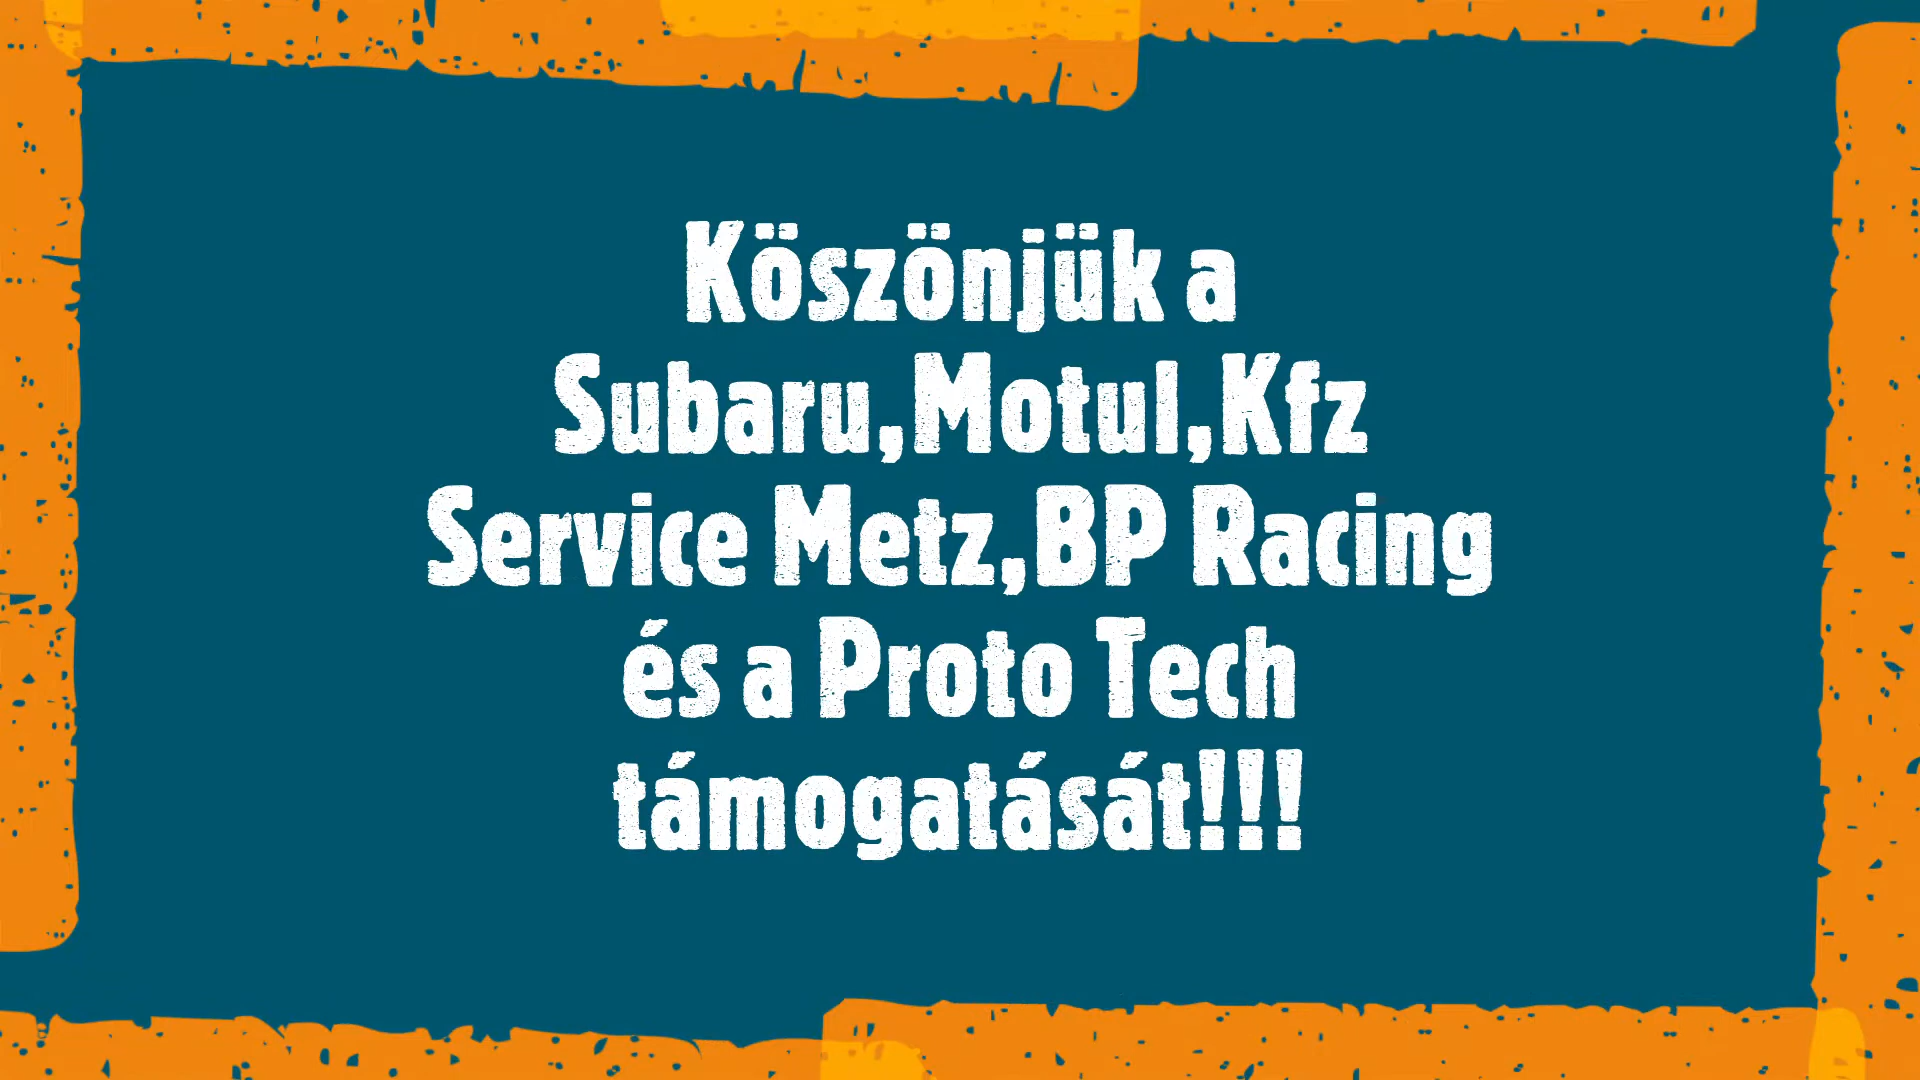 Köszönjük a
Subaru,Motul,Kfz
Service Metz,BP Racing
és a Proto Tech
támogatását!!!